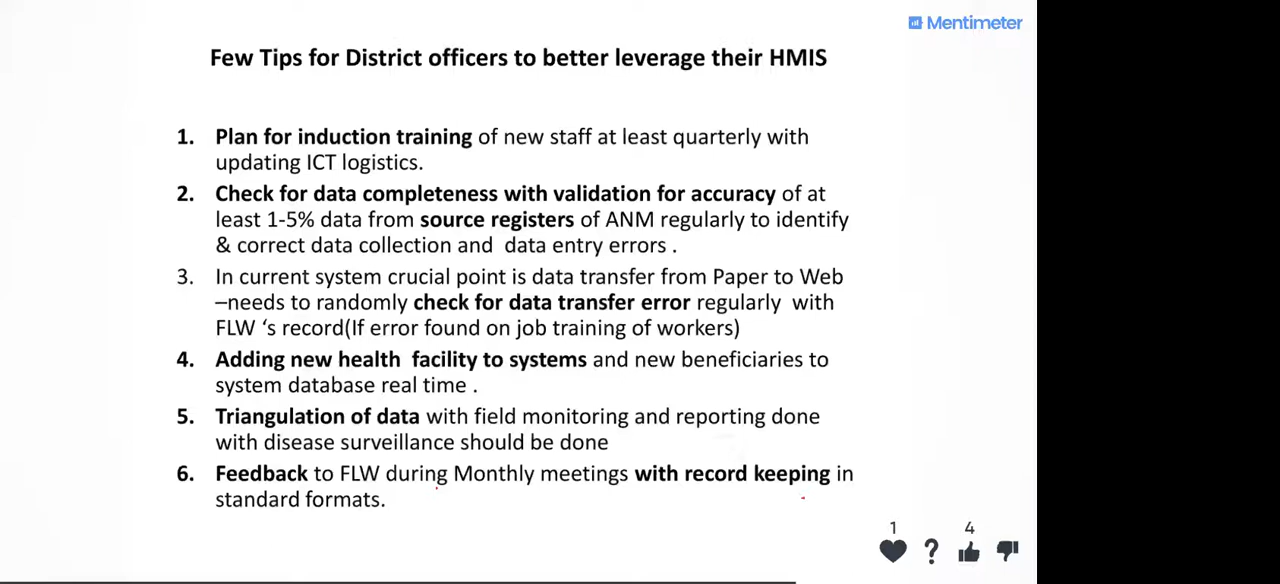 Mentimeter
Few Tips for District officers to better leverage their HMIS
1. Plan for induction training of new staff at least quarterly with
updating ICT logistics.
2. Check for data completeness with validation for accuracy of at
least 1-5% data from source registers of ANM regularly to identify
& correct data collection and data entry errors .
3. In current system crucial point is data transfer from Paper to Web
–needs to randomly check for data transfer error regularly with
FLW ‘s record(If error found on job training of workers)
4. Adding new health facility to systems and new beneficiaries to
system database real time .
5. Triangulation of data with field monitoring and reporting done
with disease surveillance should be done
6. Feedback to FLW during Monthly meetings with record keeping in
standard formats.
1 4
?